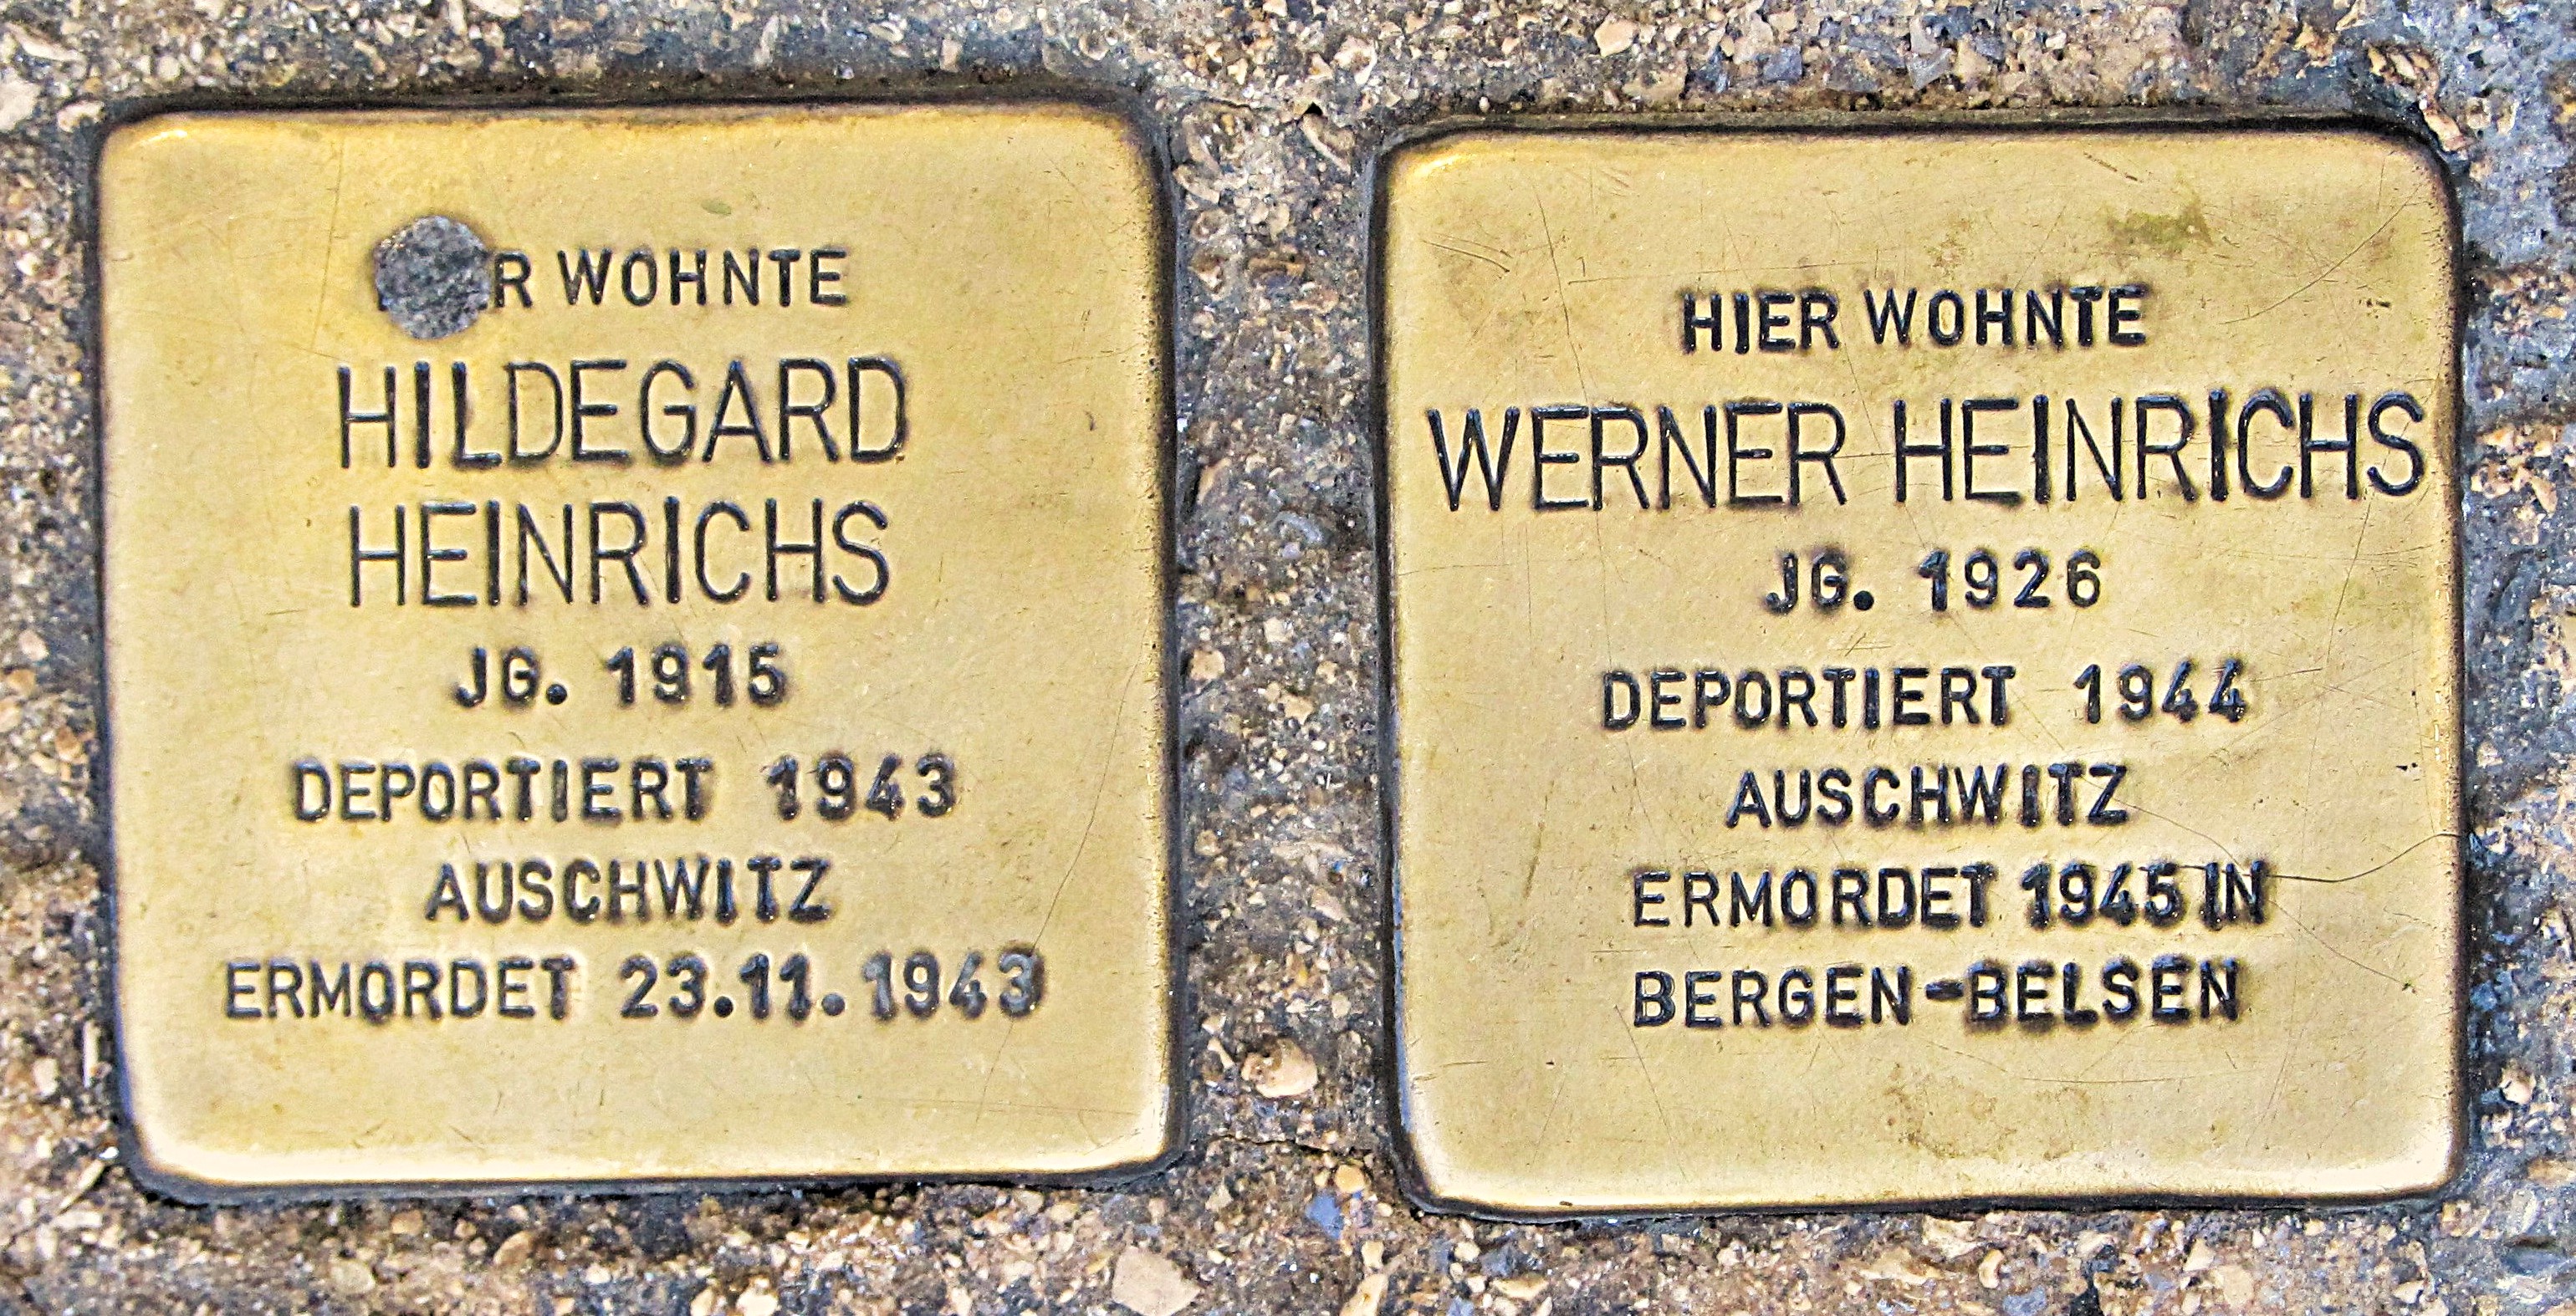 R WOHNTE
HILDEGARD
HEINRICHS
JG. 1915
DEPORTIERT 1943
AUSCHWITZ
ERMORDET 23.11.1943
HIER WOHNTE
WERNER HEINRICHS
JG. 1926
DEPORTIERT 1944
AUSCHWITZ
ERMORDET 1945 IN
BERGEN-BELSEN